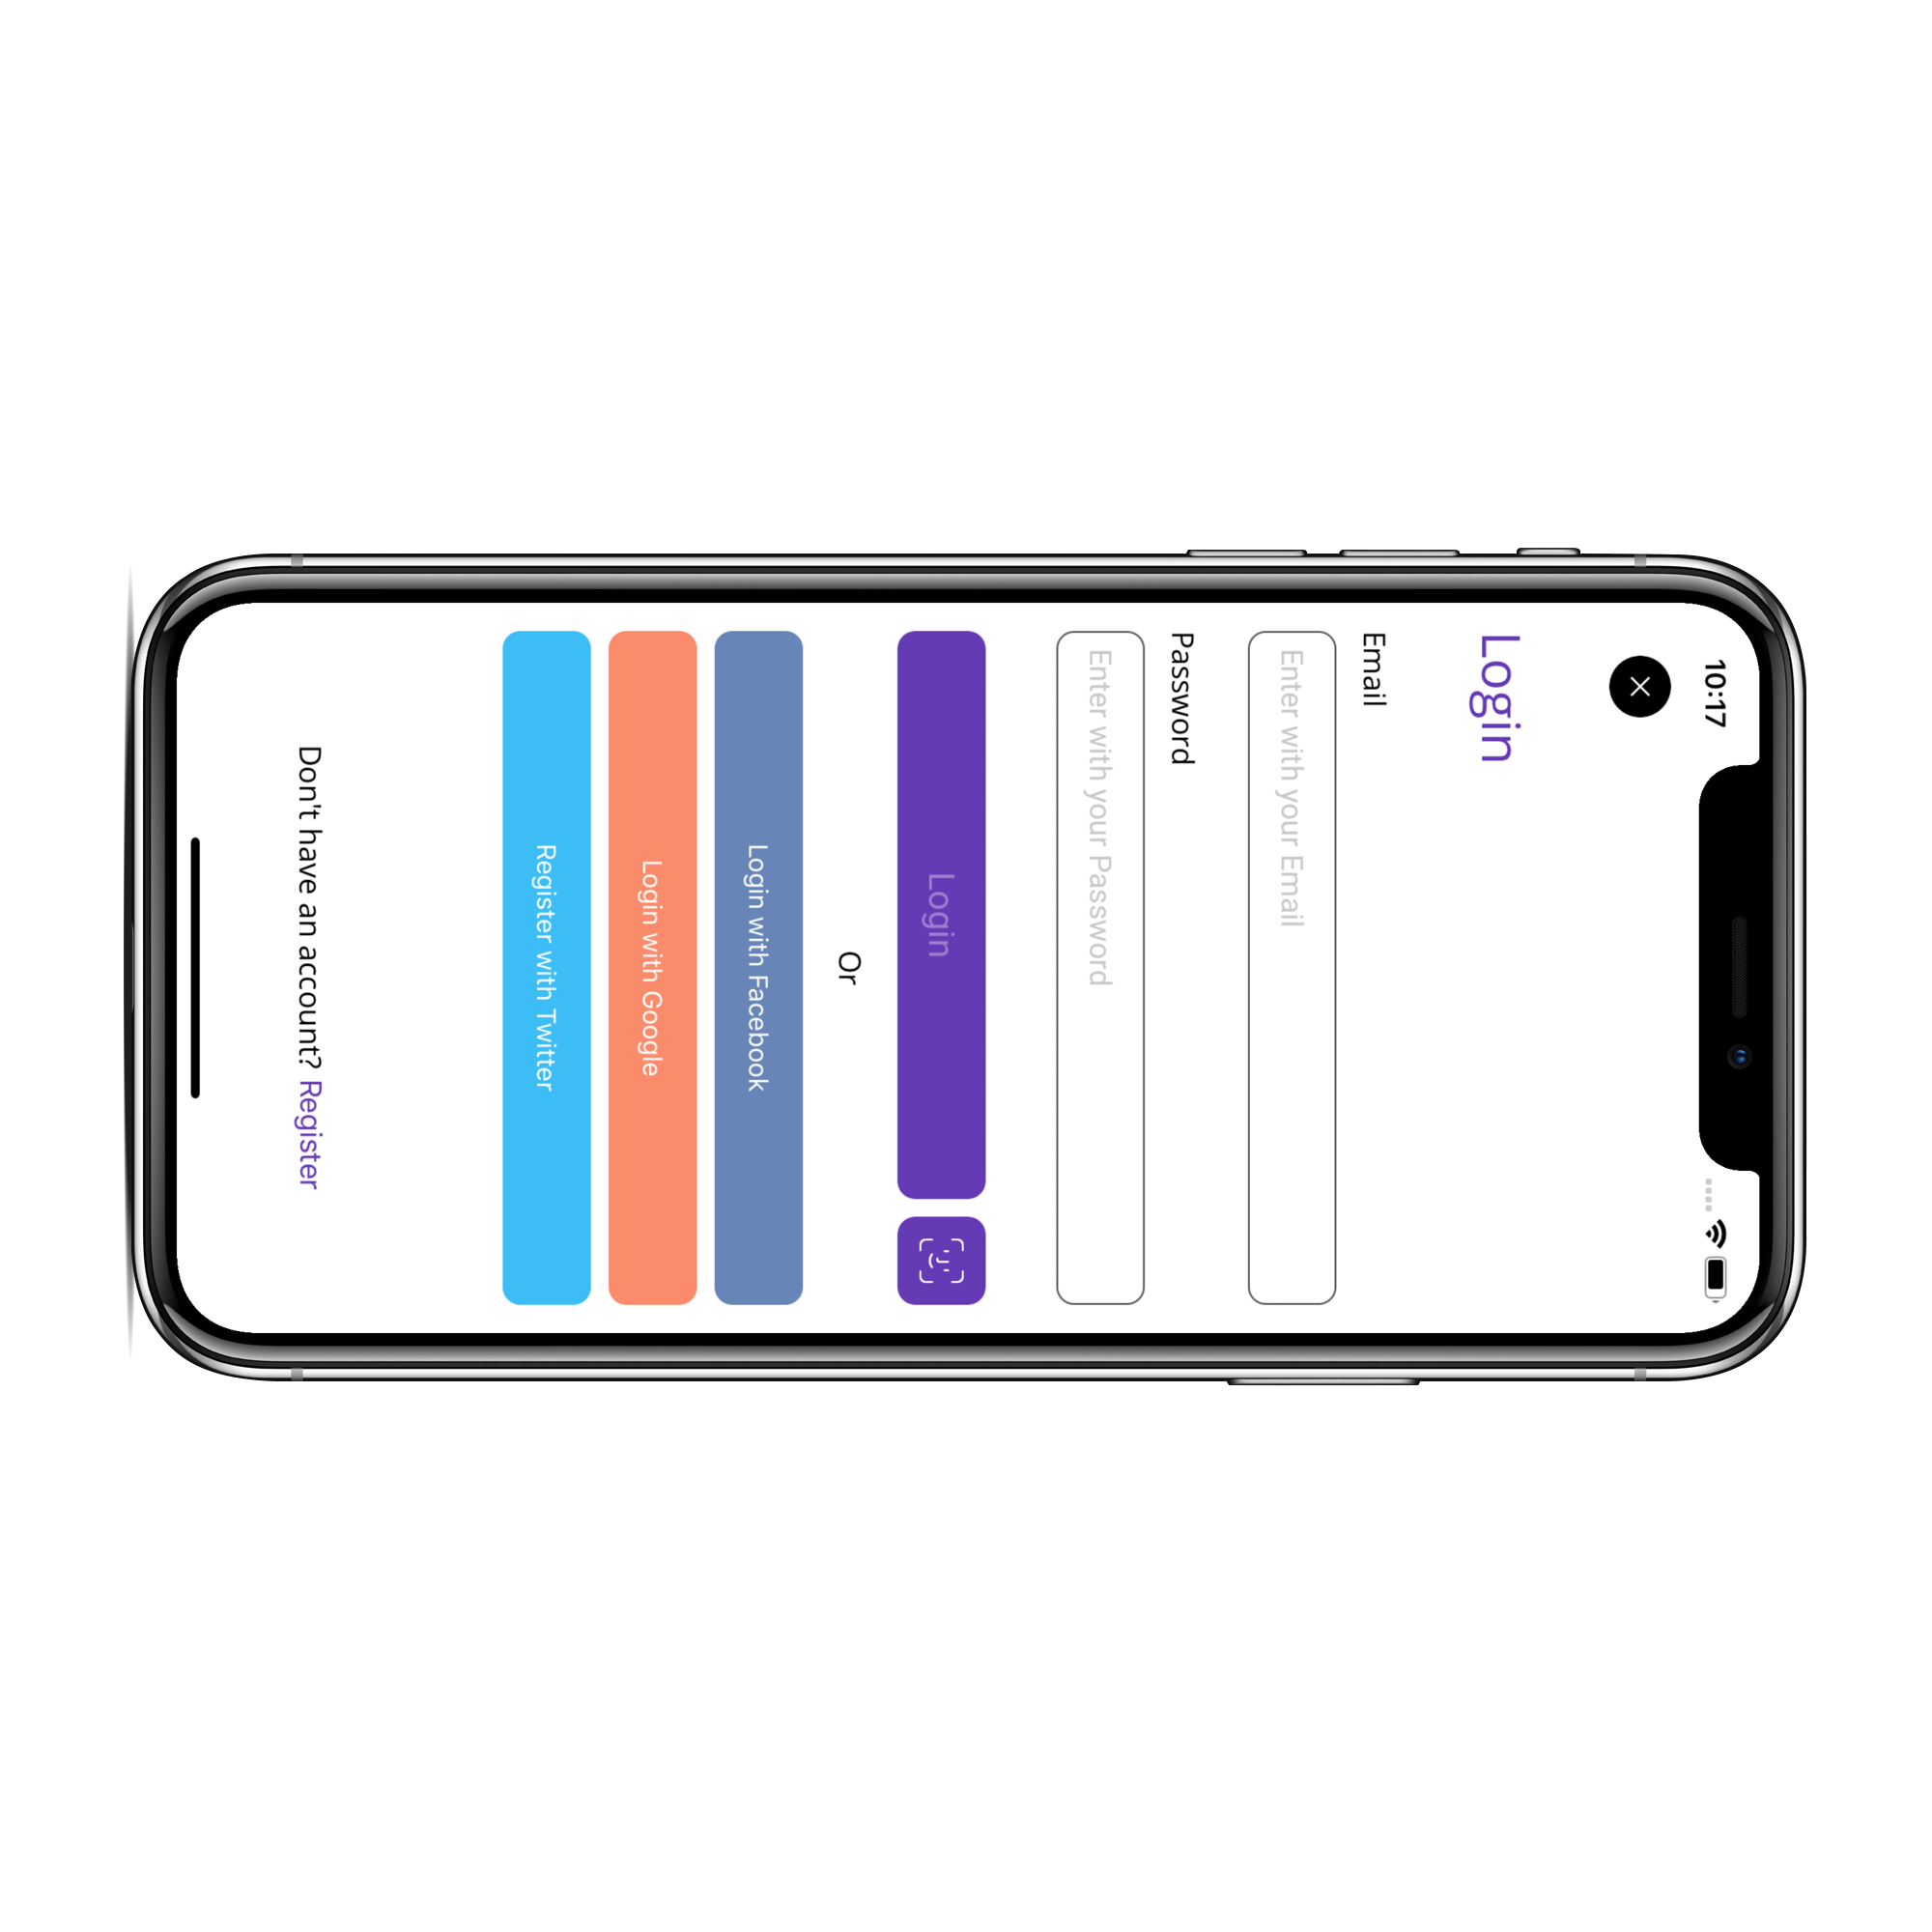 10:17
Login
Email
Enter with your Email
Password
Enter with your Password
Login
Or
Login with Facebook
Login with Google
Register with Twitter
Don't have an account? Register